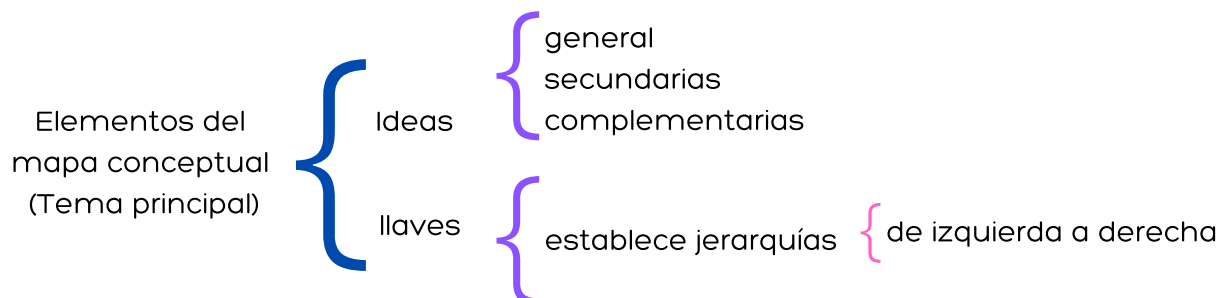 Elementos del
mapa conceptual
(Tema principal)
Ideas
general
secundarias
complementarias
llaves
establece jerarquías
de izquierda a derecha